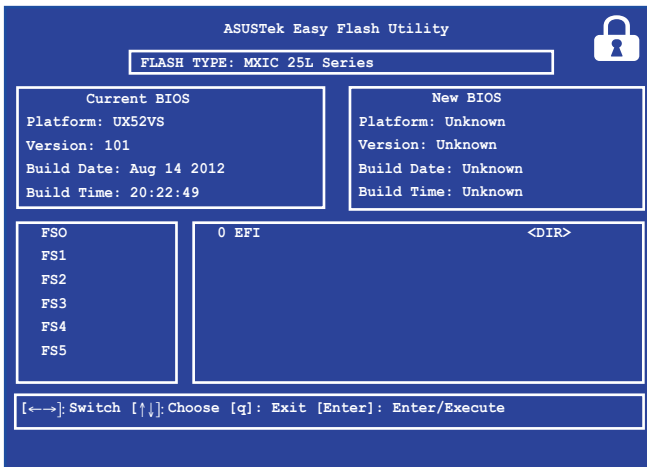 ASUSTek Easy Flash Utility
FLASH TYPE: MXIC 25L Series
Current BIOS
Platform: UX52VS
Version: 101
Build Date: Aug 14 2012
Build Time: 20:22:49
New BIOS
Platform: Unknown
Version: Unknown
Build Date: Unknown
Build Time: Unknown
FSO
FS1
FS2
FS3
FS4
FS5
0 EFI <DIR>
[←→]: Switch [↑↓]: Choose [q]: Exit [Enter]: Enter/Execute